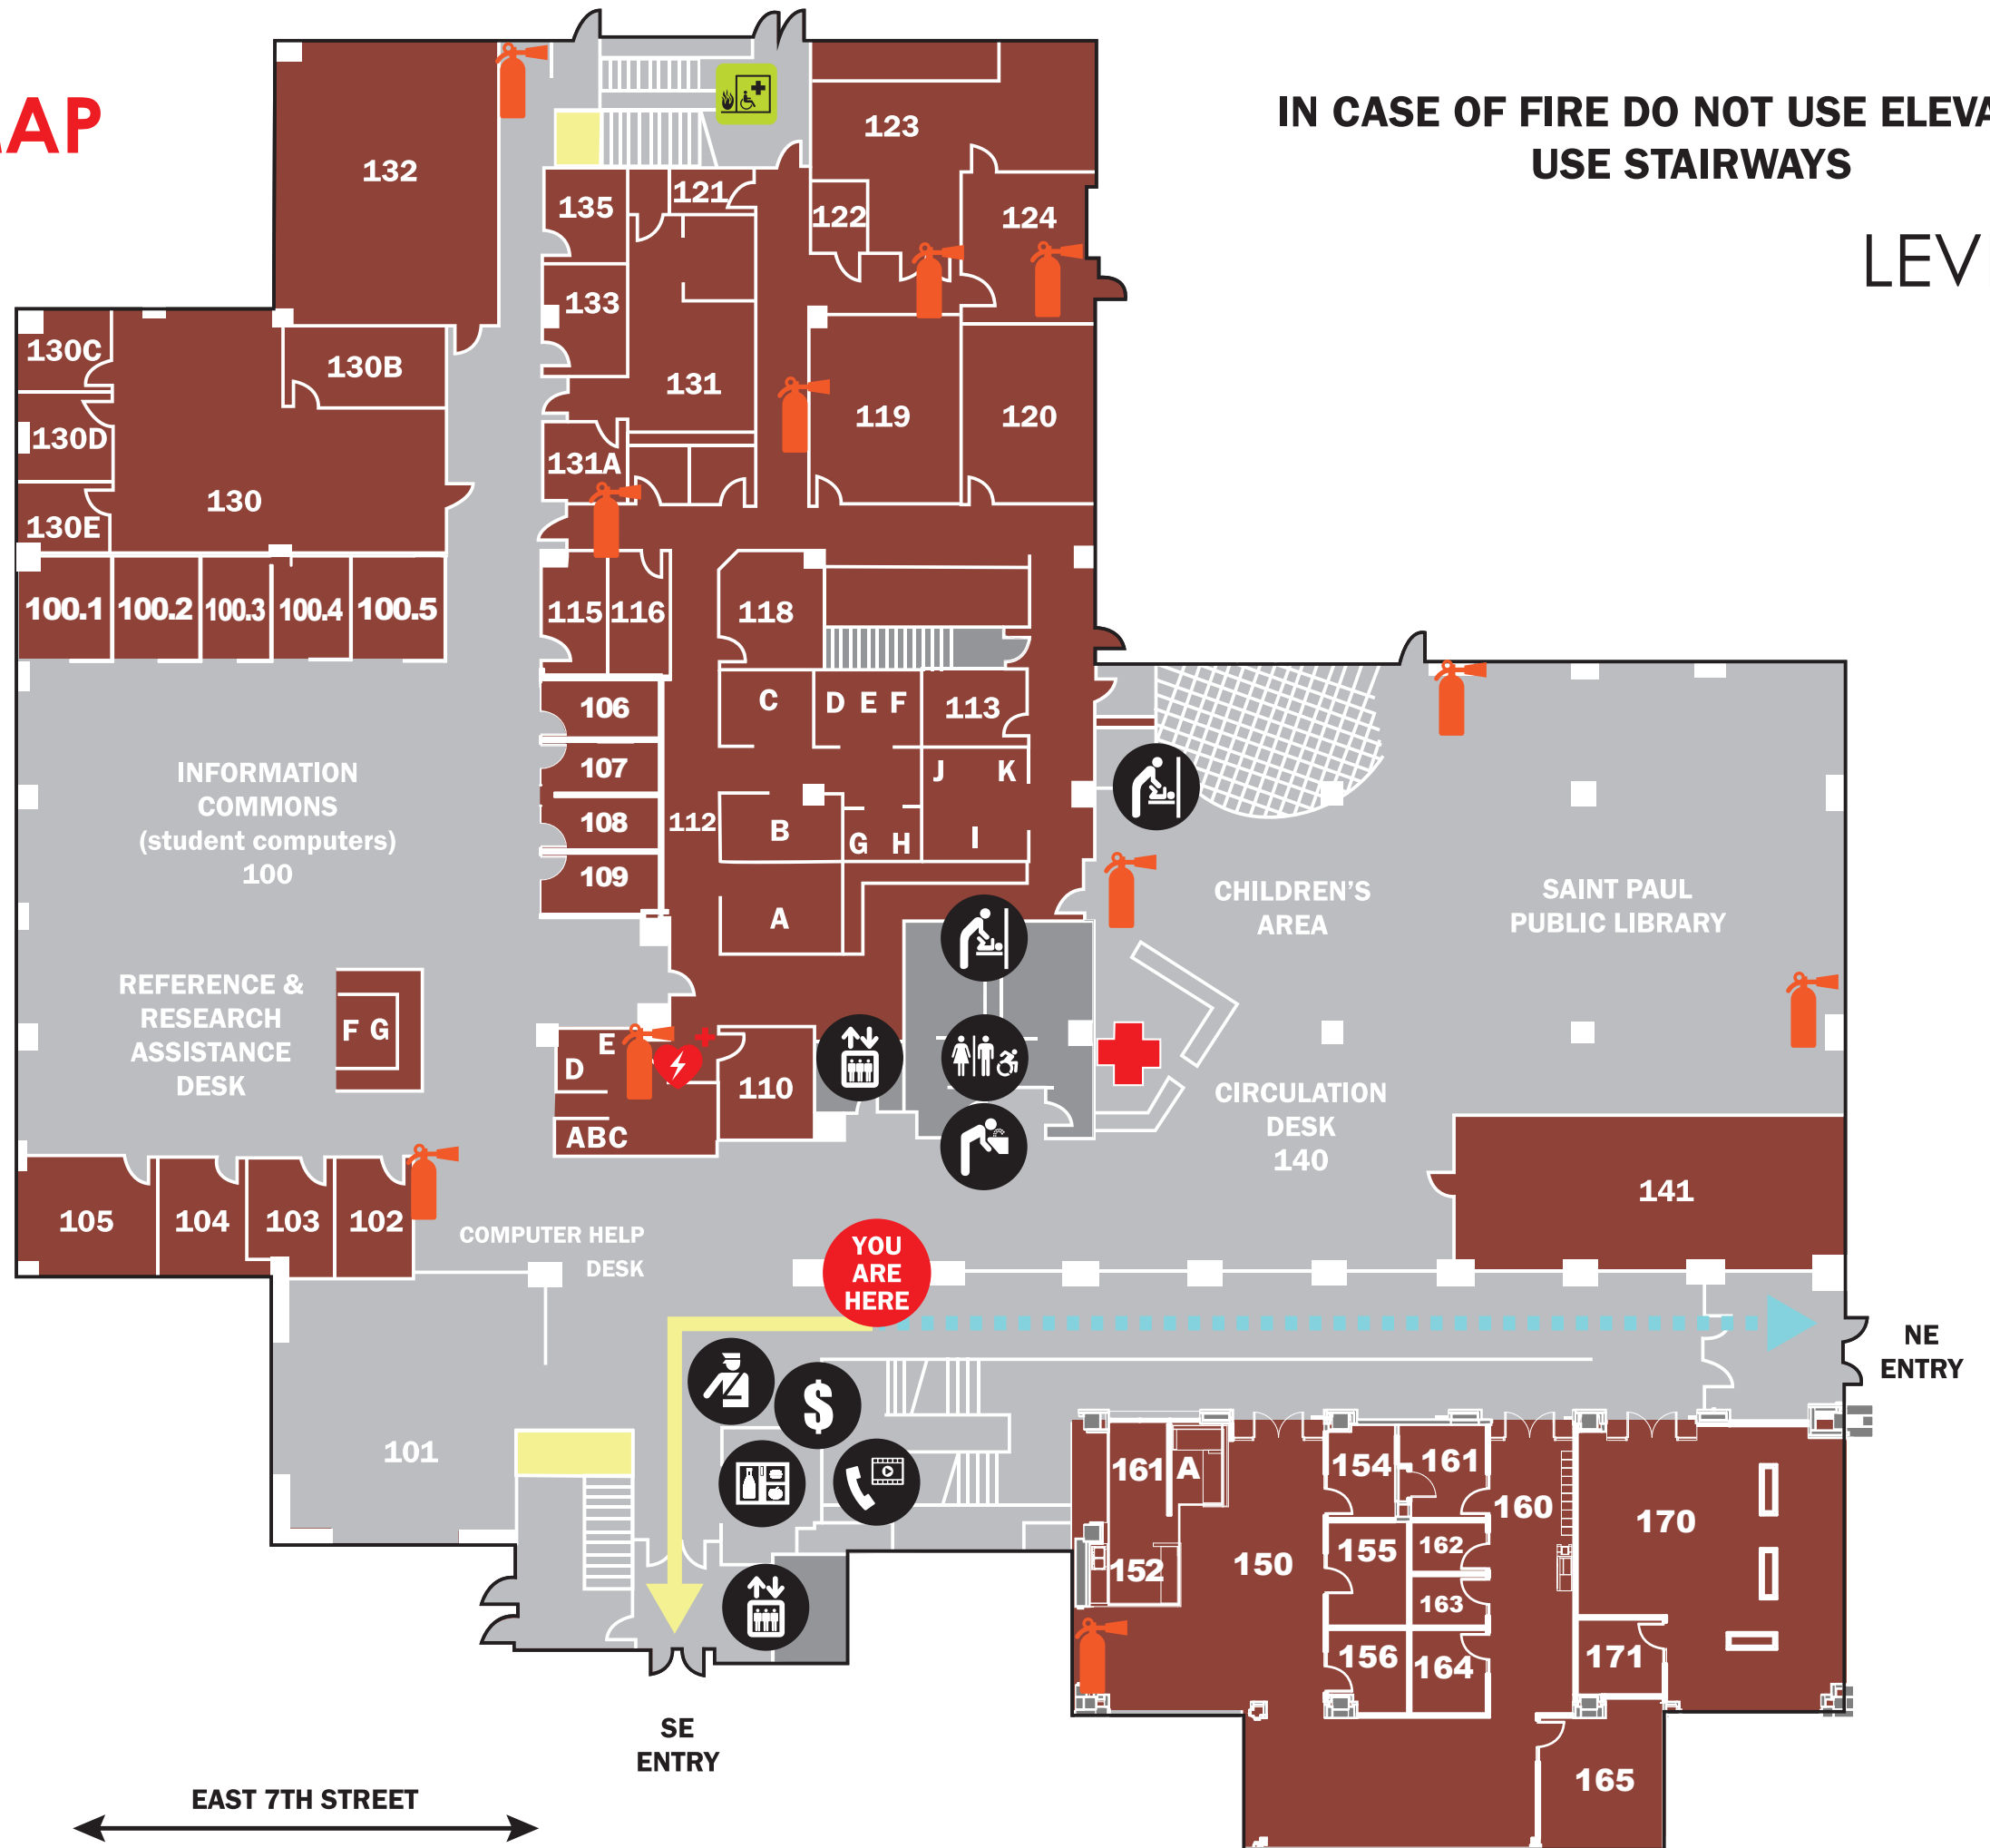 AP
IN CASE OF FIRE DO NOT USE ELEVA
USE STAIRWAYS
LEV
132
123
135
121
122
124
133
131
119
120
130C
130B
130D
131A
130
130E
100.1
100.2
100.3
100.4
100.5
115
116
118
106
C
D E F
113
107
J
K
108
112
B
G
H
I
109
A
INFORMATION
COMMONS
(student computers)
100
CHILDREN'S
AREA
SAINT PAUL
PUBLIC LIBRARY
REFERENCE &
RESEARCH
ASSISTANCE
DESK
F G
E
D
ABC
110
CIRCULATION
DESK
140
141
105
104
103
102
COMPUTER HELP
DESK
YOU
ARE
HERE
NE
ENTRY
$
101
161
A
154
161
160
170
152
150
155
162
163
156
164
171
165
SE
ENTRY
EAST 7TH STREET